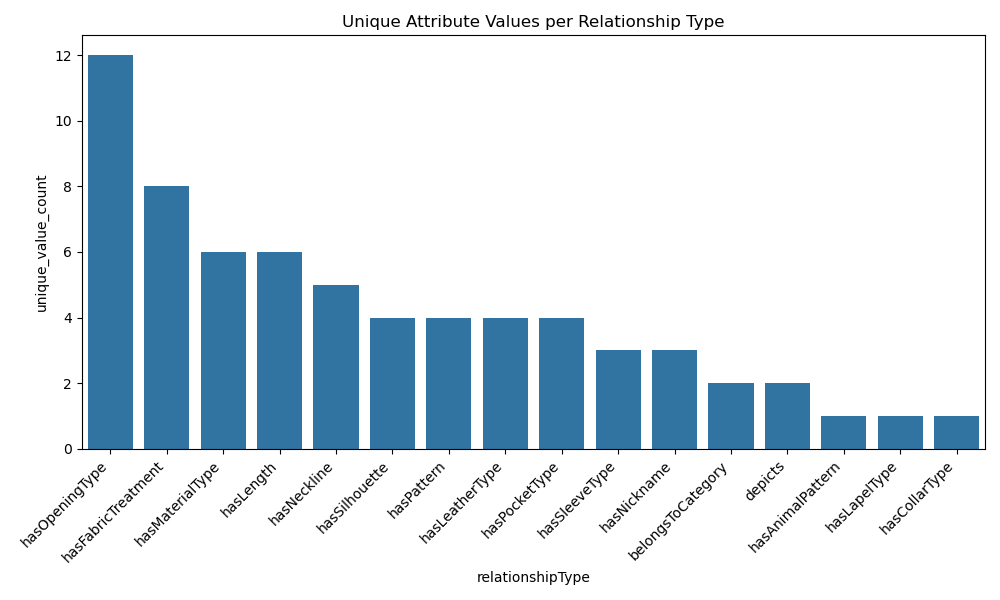 Unique Attribute Values per Relationship Type
unique_value_count
12
10
8
6
4
2
0
hasOpeningType
hasFabricTreatment
hasMaterialType
hasLength
hasNeckline
hasSilhouette
hasPattern
hasLeatherType
hasPocketType
hasSleeveType
hasNickname
belongsToCategory
depicts
hasAnimalPattern
hasLapelType
hasCollarType
relationshipType